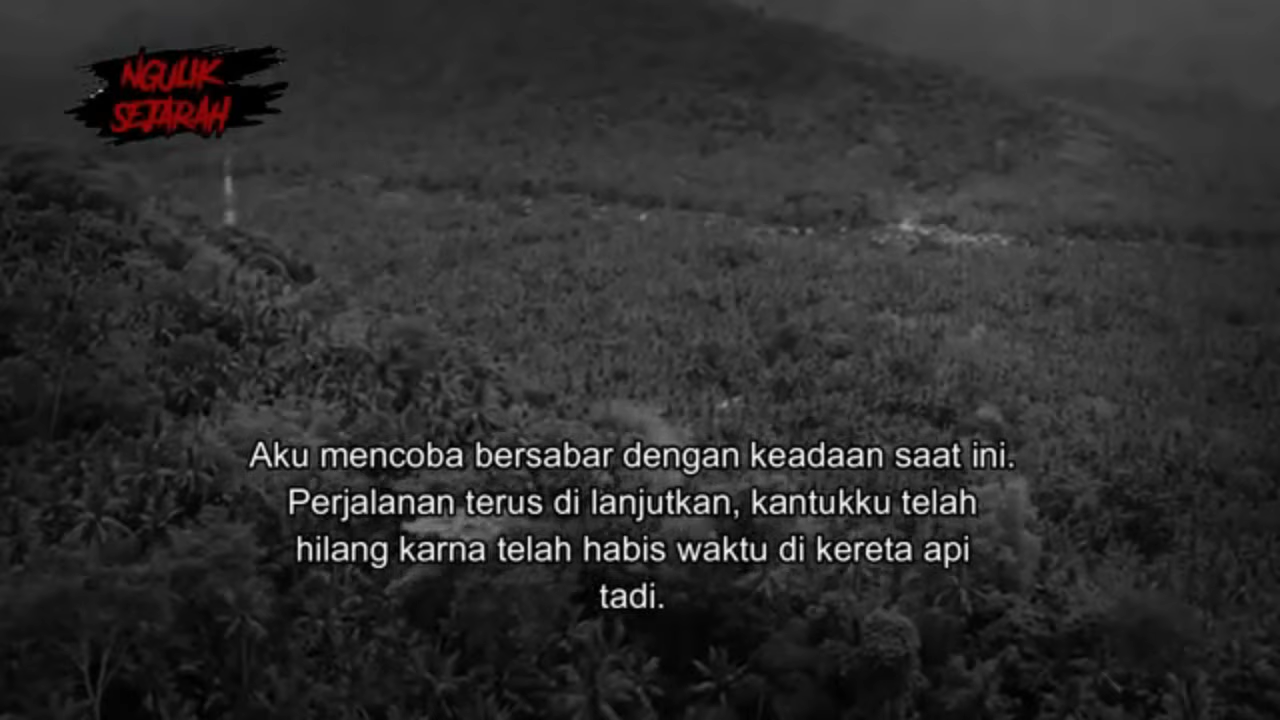 NGULIK
SEJARAH
Aku mencoba bersabar dengan keadaan saat ini.
Perjalanan terus di lanjutkan, kantukku telah
hilang karna telah habis waktu di kereta api
tadi.